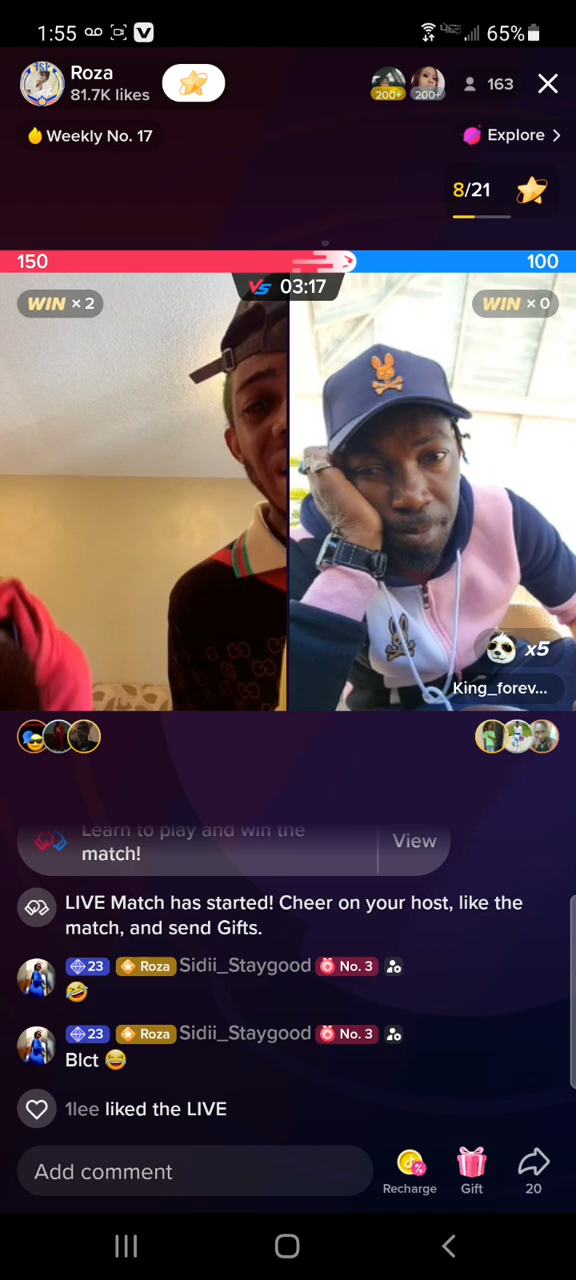 1:55
65%
Roza
81.7K likes
200+
200+
163
Weekly No. 17
Explore
8/21
150
100
VS 03:17
WIN × 2
WIN × 0
x5
King_forev...
Learn to play and win the
match!
View
LIVE Match has started! Cheer on your host, like the
match, and send Gifts.
23 Roza Sidii_Staygood No. 3
🤣
23 Roza Sidii_Staygood No. 3
Blct 😂
1lee liked the LIVE
Add comment
Recharge
Gift
20